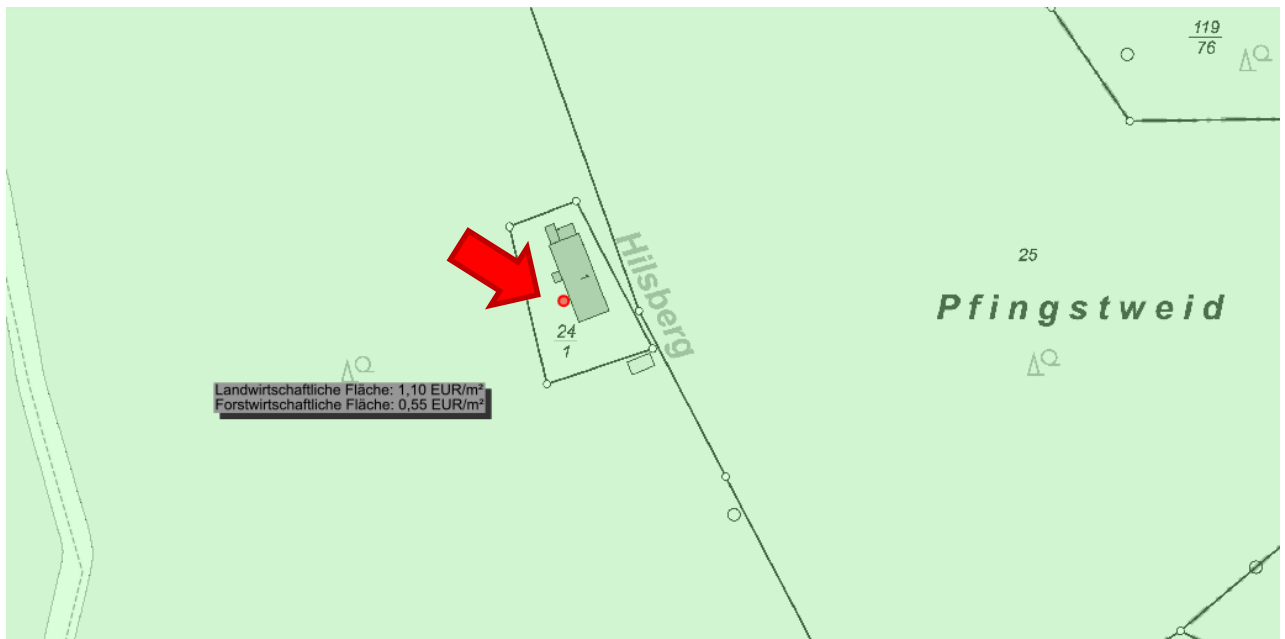 119
76
Hilsberg
1
25
Pfingstweid
24
1
Landwirtschaftliche Fläche: 1,10 EUR/m²
Forstwirtschaftliche Fläche: 0,55 EUR/m²